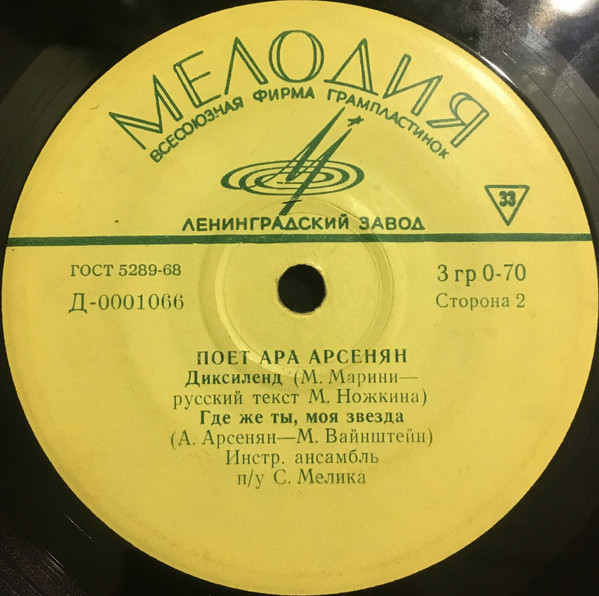 МЕЛОДИЯ
ВСЕСОЮЗНАЯ ФИРМА ГРАМПЛАСТИНОК
ЛЕНИНГРАДСКИЙ ЗАВОД
33
ГОСТ 5289-68
3 гр 0-70
Д-0001066
Сторона 2
ПОЕТ АРА АРСЕНЯН
Диксиленд (М. Марини—
русский текст М. Ножкина)
Где же ты, моя звезда
(А. Арсенян—М. Вайнштейн)
Инстр. ансамбль
п/у С. Мелика